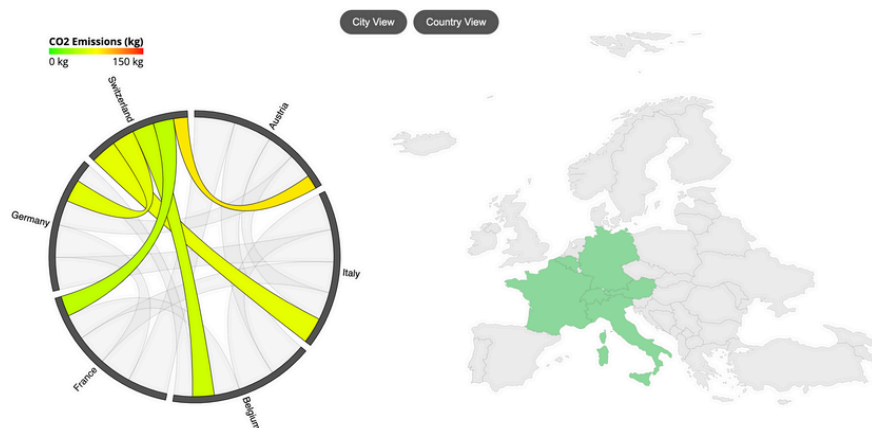 City View
Country View
CO2 Emissions (kg)
0 kg
150 kg
Switzerland
Austria
Germany
Italy
France
Belgium